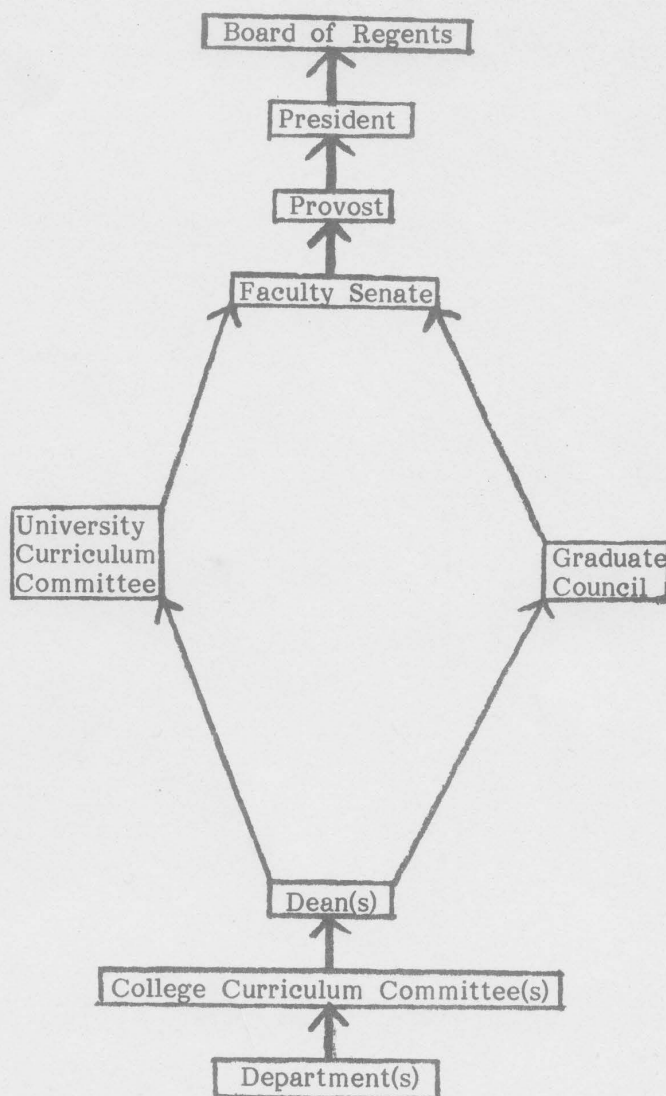 Board of Regents
President
Provost
Faculty Senate
University
Curriculum
Committee
Graduate
Council
Dean(s)
College Curriculum Committee(s)
Department(s)